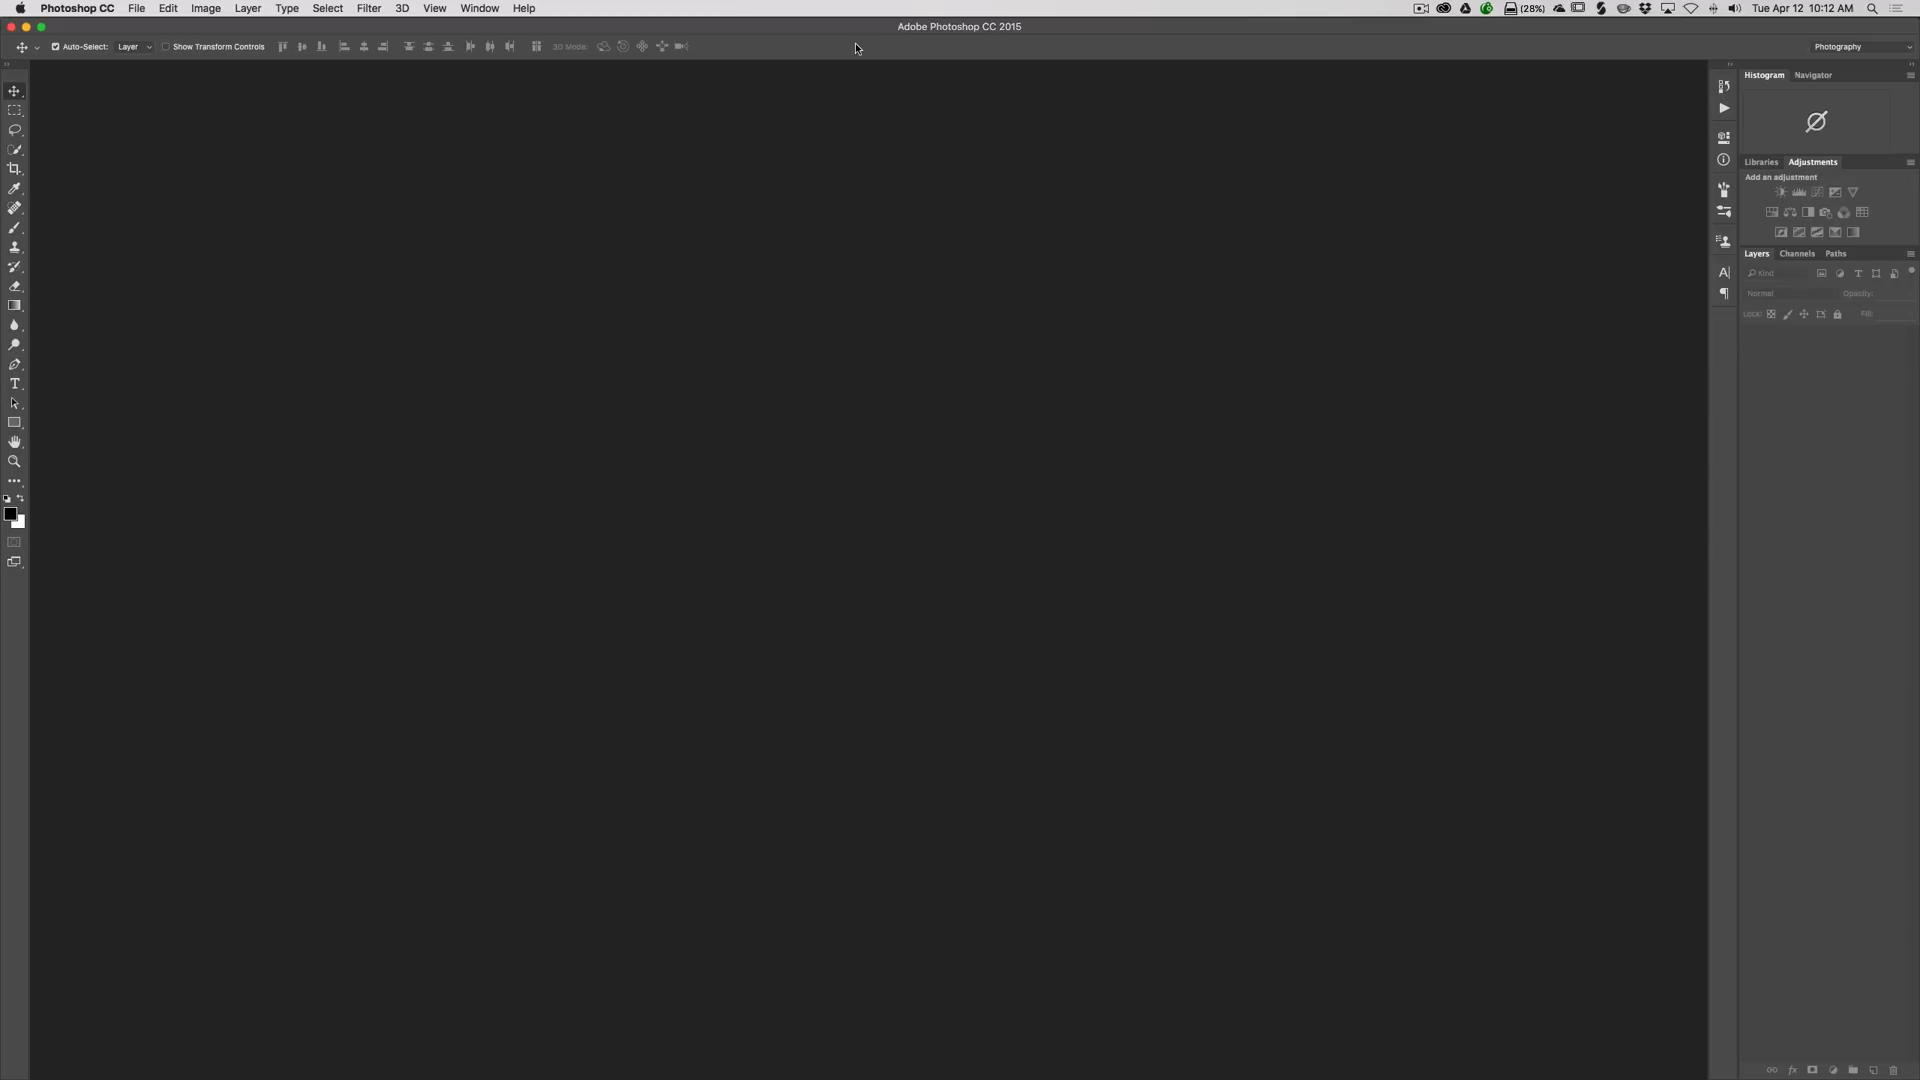 Photoshop CC File Edit Image Layer Type Select Filter 3D View Window Help (28%) Tue Apr 12 10:12 AM
Adobe Photoshop CC 2015
Auto-Select: Layer Show Transform Controls 3D Mode: Photography
Histogram Navigator
Libraries Adjustments
Add an adjustment
Layers Channels Paths
Kind
Normal Opacity:
Lock: Fill: